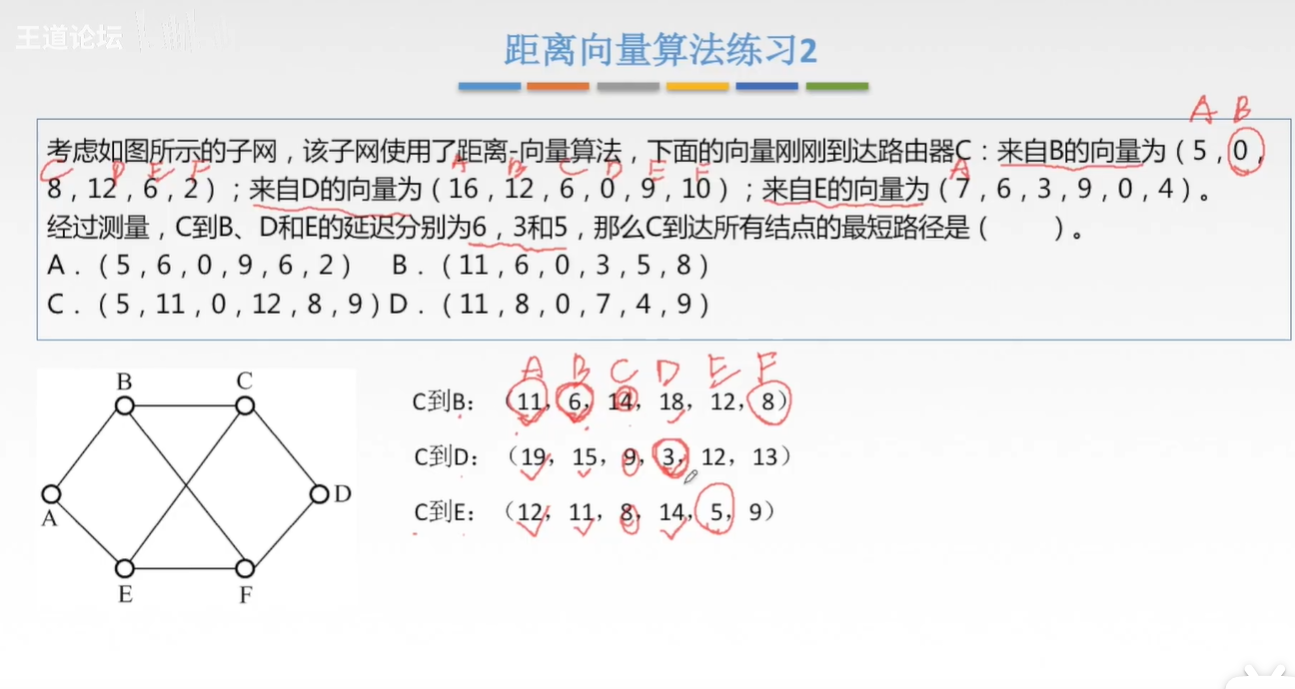 王道论坛
距离向量算法练习2
A B
考虑如图所示的子网，该子网使用了距离-向量算法，下面的向量刚刚到达路由器C：来自B的向量为（5，0，
C D E F A B C D E F A
8，12，6，2）；来自D的向量为（16，12，6，0，9，10）；来自E的向量为（7，6，3，9，0，4）。
经过测量，C到B、D和E的延迟分别为6，3和5，那么C到达所有结点的最短路径是（ ）。
A．（5，6，0，9，6，2） B．（11，6，0，3，5，8）
C．（5，11，0，12，8，9）D．（11，8，0，7，4，9）
A B C D E F
C到B：（11，6，14，18，12，8）
C到D：（19，15，9，3，12，13）
C到E：（12，11，8，14，5，9）
B C
A D
E F